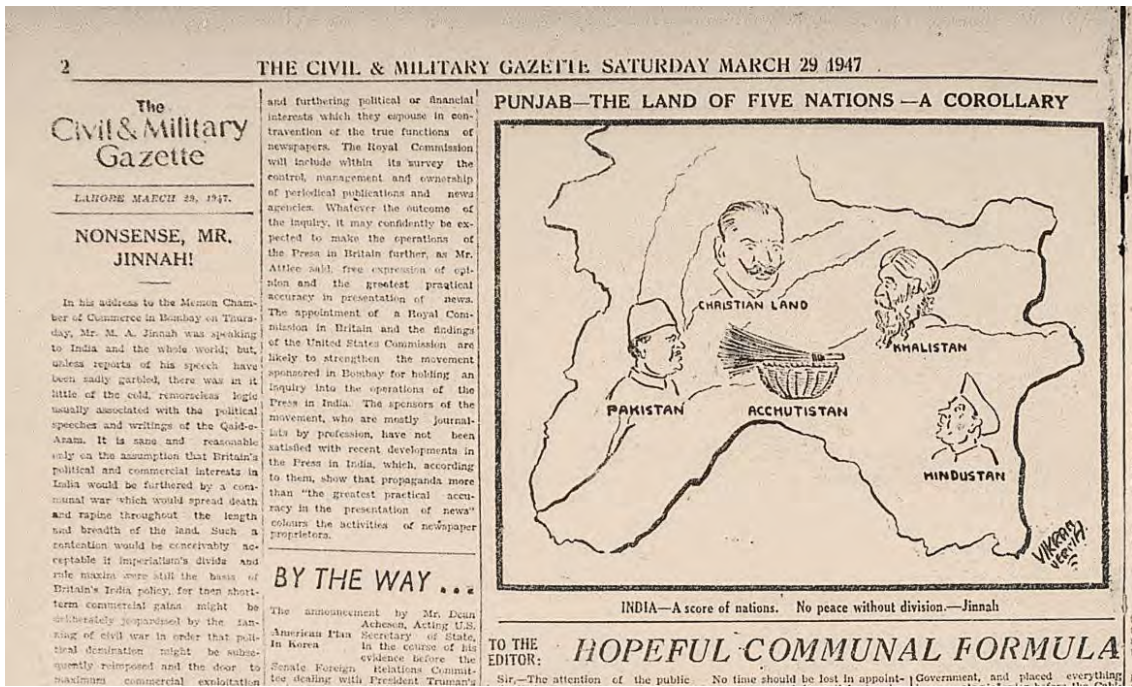 2
THE CIVIL & MILITARY GAZETTE SATURDAY MARCH 29 1947
The
Civil & Military
Gazette
LAHORE MARCH 29, 1947.
NONSENSE, MR.
JINNAH!
In his address to the Memon Cham-
ber of Commerce in Bombay on Thurs-
day, Mr. M. A. Jinnah was speaking
to India and the whole world; but,
unless reports of his speech have
been sadly garbled, there was in it
little of the cold, remorseless logic
usually associated with the political
speeches and writings of the Qaid-e-
Azam. It is sane and reasonable
only on the assumption that Britain's
political and commercial interests in
India would be furthered by a com-
munal war which would spread death
and rapine throughout the length
and breadth of the land. Such a
contention would be conceivably ac-
ceptable if imperialism's divide and
rule maxim were still the basis of
Britain's India policy, for then short-
term commercial gains might be
deliberately jeopardised by the fan-
ning of civil war in order that poli-
tical domination might be subse-
quently reimposed and the door to
maximum commercial exploitation
and furthering political or financial
interests which they espouse in con-
travention of the true functions of
newspapers. The Royal Commission
will include within its survey the
control, management and ownership
of periodical publications and news
agencies. Whatever the outcome of
the inquiry, it may confidently be ex-
pected to make the operations of
the Press in Britain further, as Mr.
Attlee said, free expression of opi-
nion and the greatest practical
accuracy in presentation of news.
The appointment of a Royal Com-
mission in Britain and the findings
of the United States Commission are
likely to strengthen the movement
sponsored in Bombay for holding an
inquiry into the operations of the
Press in India. The sponsors of the
movement, who are mostly journal-
ists by profession, have not been
satisfied with recent developments in
the Press in India, which, according
to them, show that propaganda more
than "the greatest practical accu-
racy in the presentation of news"
colours the activities of newspaper
proprietors.
BY THE WAY...
The announcement by Mr. Dean
American Plan Acheson, Acting U.S.
In Korea Secretary of State,
in the course of his
evidence before the
Senate Foreign Relations Commit-
tee dealing with President Truman's
PUNJAB—THE LAND OF FIVE NATIONS—A COROLLARY
CHRISTIAN LAND
KHALISTAN
PAKISTAN
ACCHUTISTAN
HINDUSTAN
VIKRAM
VERMA
INDIA—A score of nations. No peace without division.—Jinnah
TO THE
EDITOR:
HOPEFUL COMMUNAL FORMULA
Sir,—The attention of the public
No time should be lost in appoint-
Government, and placed everything